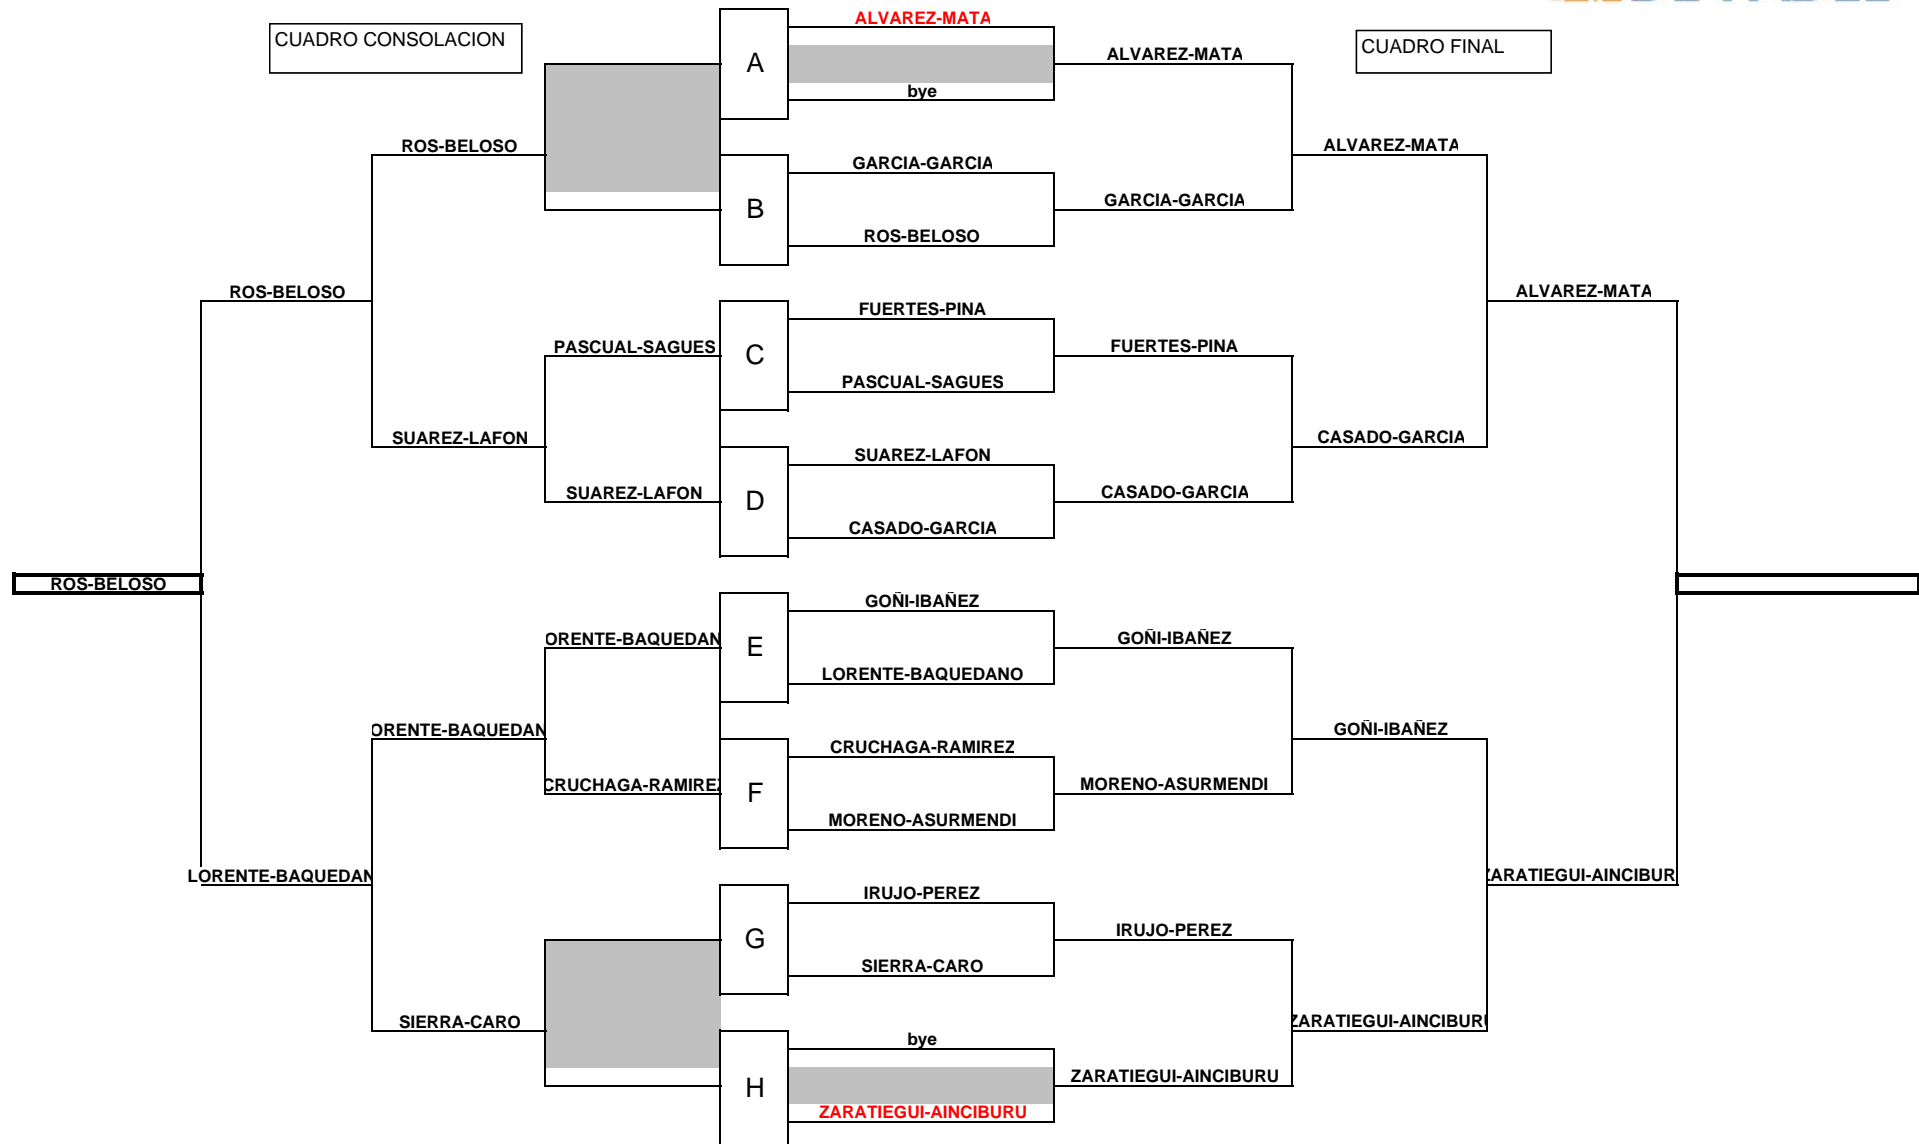 ALVAREZ-MATA
CUADRO CONSOLACION
CUADRO FINAL
A
ALVAREZ-MATA
bye
ROS-BELOSO
ALVAREZ-MATA
GARCIA-GARCIA
B
GARCIA-GARCIA
ROS-BELOSO
ROS-BELOSO
ALVAREZ-MATA
FUERTES-PINA
PASCUAL-SAGUES
C
FUERTES-PINA
PASCUAL-SAGUES
SUAREZ-LAFON
CASADO-GARCIA
SUAREZ-LAFON
SUAREZ-LAFON
D
CASADO-GARCIA
CASADO-GARCIA
ROS-BELOSO
GOÑI-IBAÑEZ
ORENTE-BAQUEDAN
E
GOÑI-IBAÑEZ
LORENTE-BAQUEDANO
ORENTE-BAQUEDAN
GOÑI-IBAÑEZ
CRUCHAGA-RAMIREZ
CRUCHAGA-RAMIREZ
F
MORENO-ASURMENDI
MORENO-ASURMENDI
LORENTE-BAQUEDAN
ZARATIEGUI-AINCIBUR
IRUJO-PEREZ
G
IRUJO-PEREZ
SIERRA-CARO
SIERRA-CARO
ZARATIEGUI-AINCIBURU
bye
H
ZARATIEGUI-AINCIBURU
ZARATIEGUI-AINCIBURU